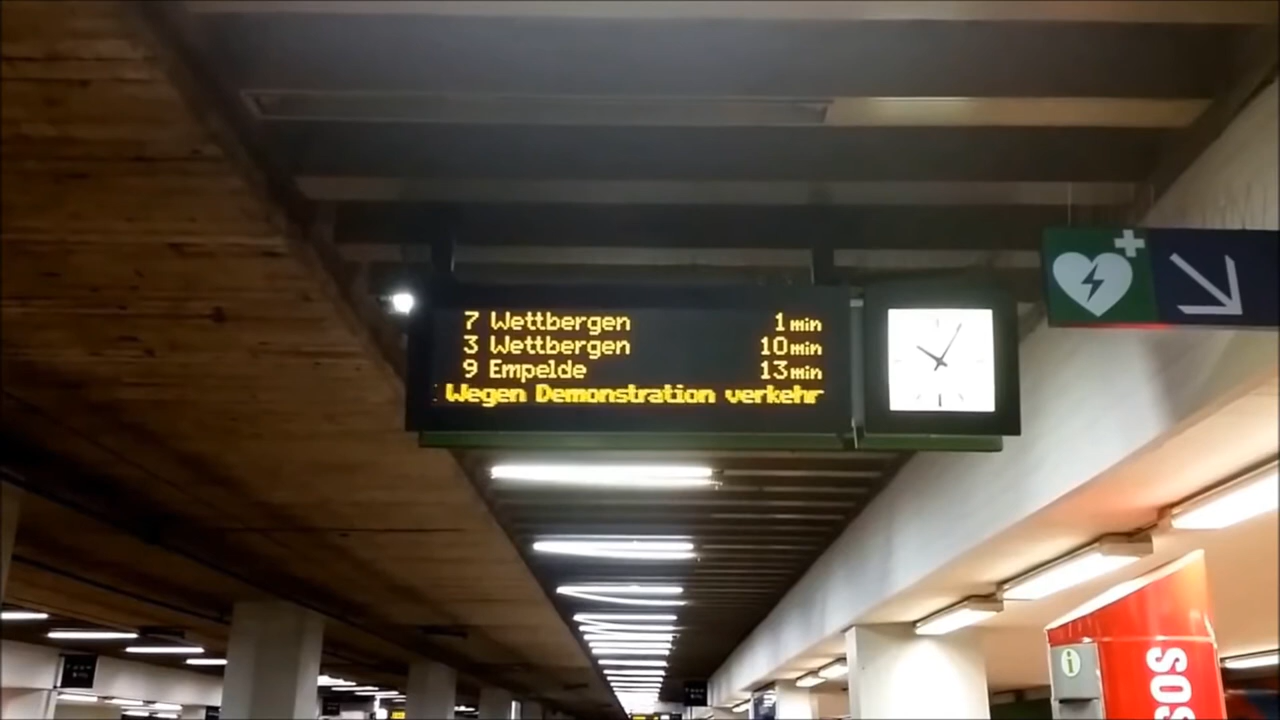 7 Wettbergen 1 min
3 Wettbergen 10 min
9 Empelde 13 min
Wegen Demonstration verkehr
i
SOS